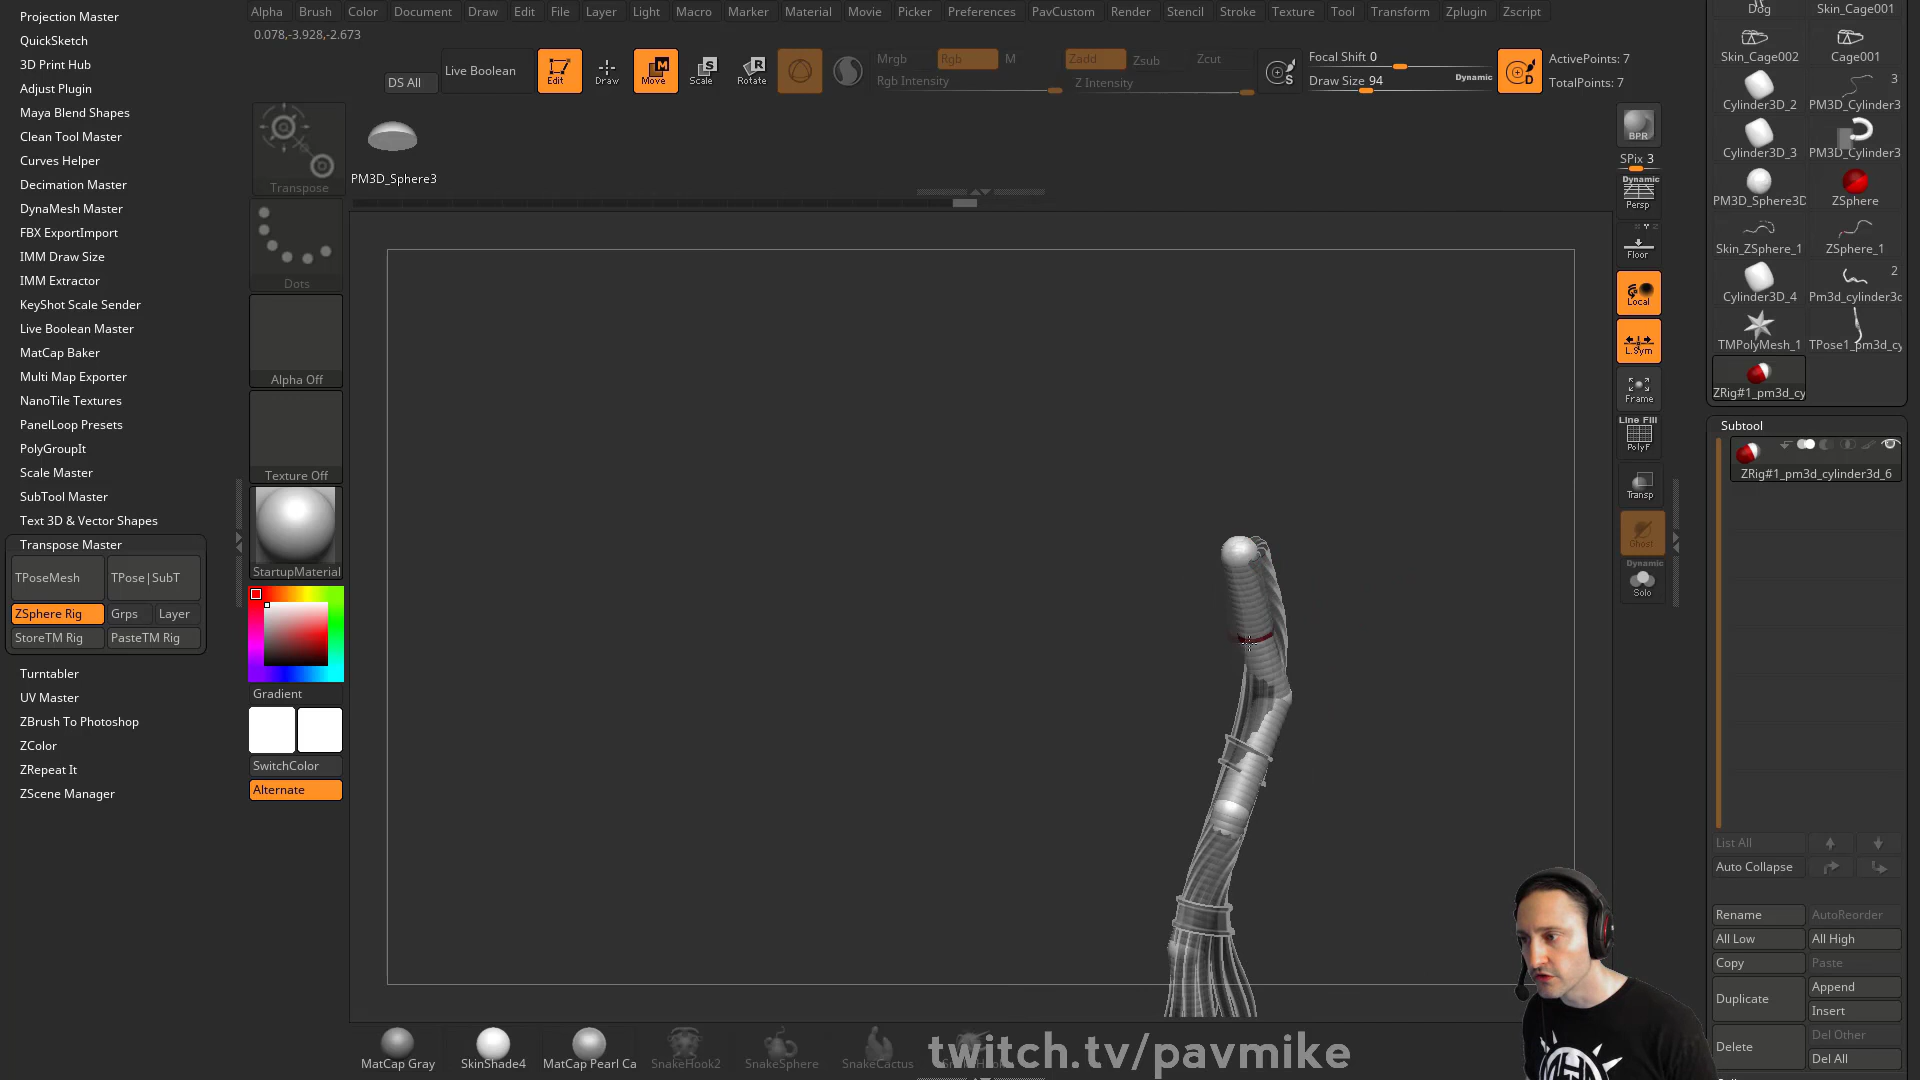 Projection Master
QuickSketch
3D Print Hub
Adjust Plugin
Maya Blend Shapes
Clean Tool Master
Curves Helper
Decimation Master
DynaMesh Master
FBX ExportImport
IMM Draw Size
IMM Extractor
KeyShot Scale Sender
Live Boolean Master
MatCap Baker
Multi Map Exporter
NanoTile Textures
PanelLoop Presets
PolyGroupIt
Scale Master
SubTool Master
Text 3D & Vector Shapes
Transpose Master
TPoseMesh TPose|SubT
ZSphere Rig Grps Layer
StoreTM Rig PasteTM Rig
Turntabler
UV Master
ZBrush To Photoshop
ZColor
ZRepeat It
ZScene Manager
Alpha Brush Color Document Draw Edit File Layer Light Macro Marker Material Movie Picker Preferences PavCustom Render Stencil Stroke Texture Tool Transform Zplugin Zscript
0.078,-3.928,-2.673
DS All
Live Boolean
Edit
Draw
Move
Scale
Rotate
Mrgb Rgb M
Rgb Intensity
Zadd Zsub Zcut
Z Intensity
S
Focal Shift 0
Draw Size 94
Dynamic
D
ActivePoints: 7
TotalPoints: 7
Transpose
PM3D_Sphere3
Dots
Alpha Off
Texture Off
StartupMaterial
Gradient
SwitchColor
Alternate
BPR
SPix 3
Dynamic
Persp
Floor
Local
L.Sym
Frame
Line Fill
PolyF
Transp
Ghost
Dynamic
Solo
Dog Skin_Cage001
Skin_Cage002 Cage001
3
Cylinder3D_2 PM3D_Cylinder3
Cylinder3D_3 PM3D_Cylinder3
PM3D_Sphere3D ZSphere
Skin_ZSphere_1 ZSphere_1
2
Cylinder3D_4 Pm3d_cylinder3d
TMPolyMesh_1 TPose1_pm3d_cy
ZRig#1_pm3d_cy
Subtool
ZRig#1_pm3d_cylinder3d_6
List All
Auto Collapse
Rename AutoReorder
All Low All High
Copy Paste
Duplicate Append
Insert
Delete Del Other
Del All
MatCap Gray SkinShade4 MatCap Pearl Ca SnakeHook2 SnakeSphere SnakeCactus
twitch.tv/pavmike